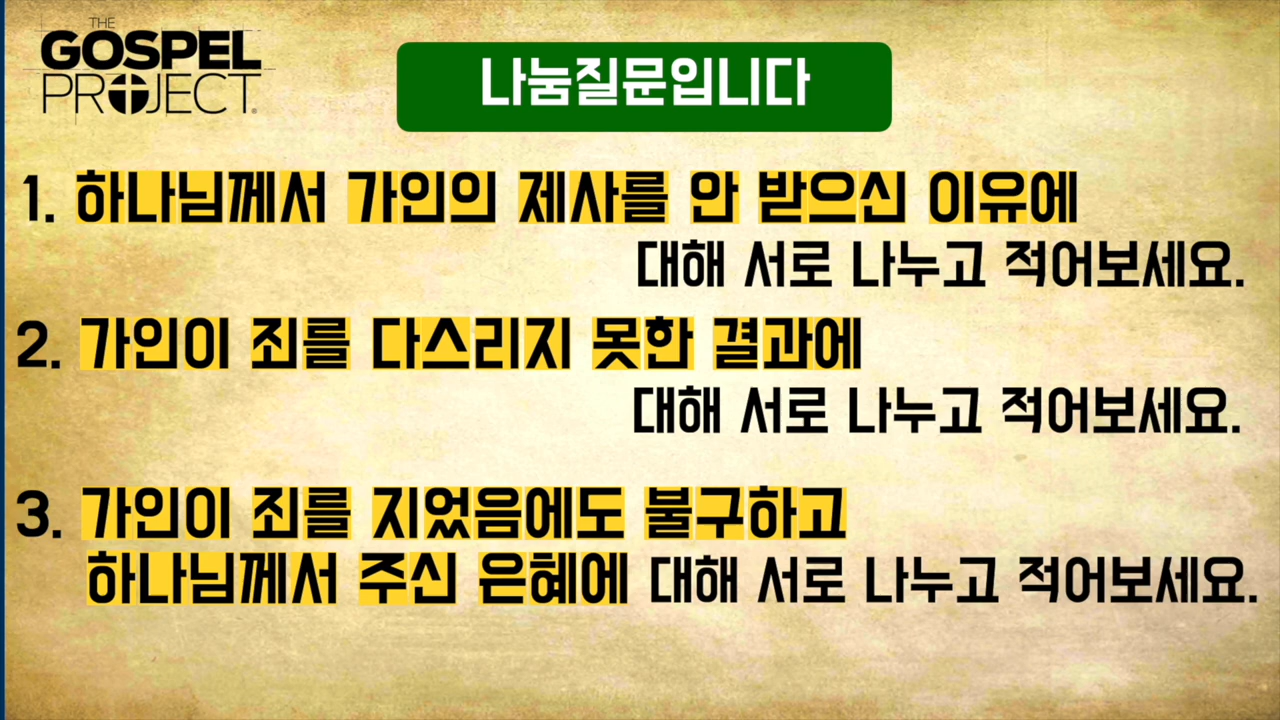 THE
GOSPEL
PROJECT®
나눔질문입니다
1. 하나님께서 가인의 제사를 안 받으신 이유에
대해 서로 나누고 적어보세요.
2. 가인이 죄를 다스리지 못한 결과에
대해 서로 나누고 적어보세요.
3. 가인이 죄를 지었음에도 불구하고
하나님께서 주신 은혜에 대해 서로 나누고 적어보세요.